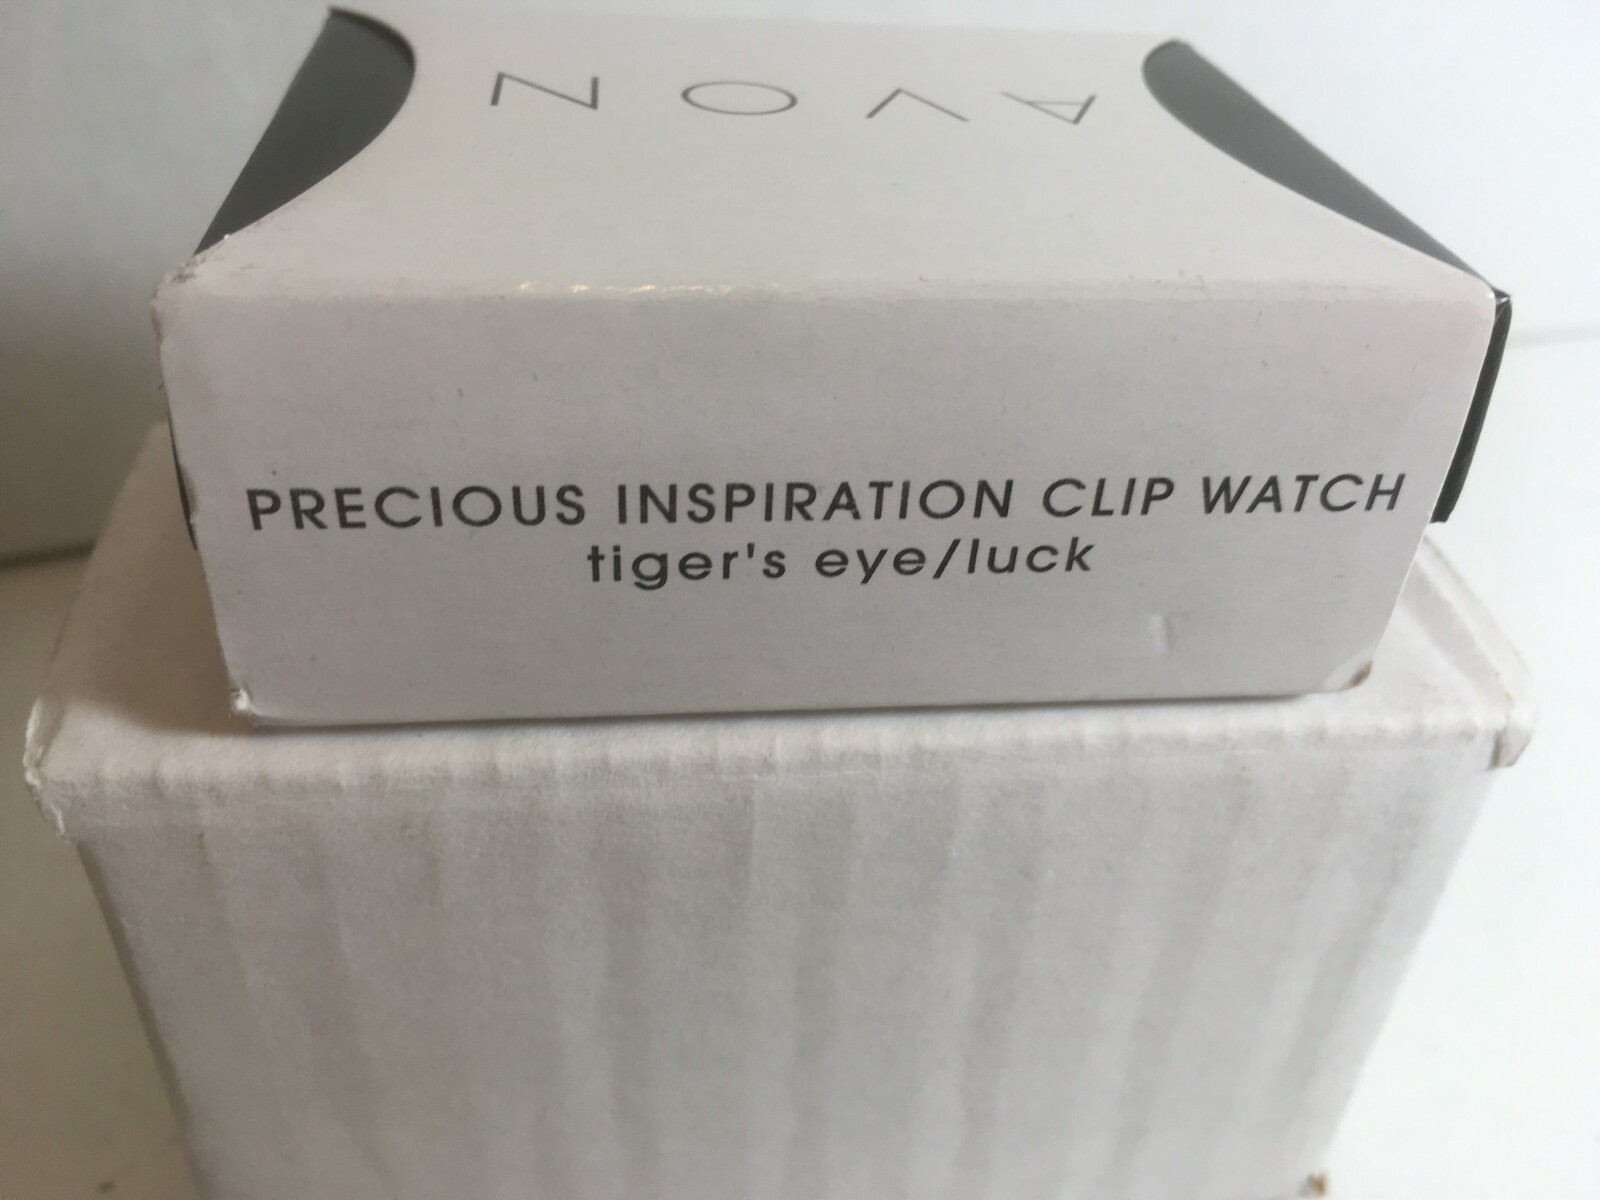 AVON
PRECIOUS INSPIRATION CLIP WATCH
tiger's eye/luck